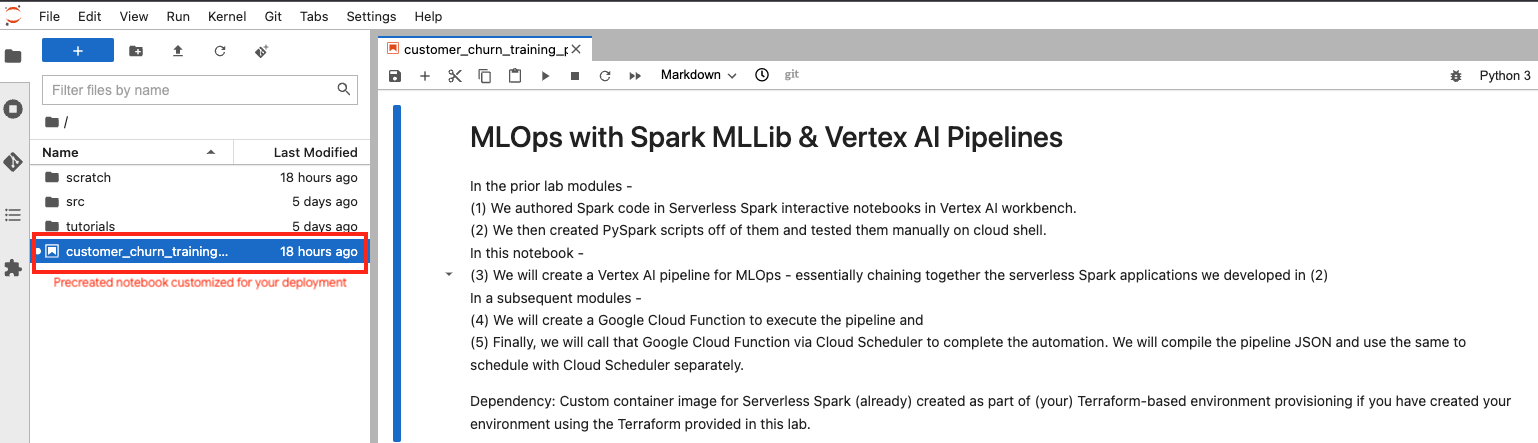 File Edit View Run Kernel Git Tabs Settings Help
+
Filter files by name
/
Name Last Modified
scratch 18 hours ago
src 5 days ago
tutorials 5 days ago
customer_churn_training... 18 hours ago
Precreated notebook customized for your deployment
customer_churn_training_p
Markdown git Python 3
MLOps with Spark MLLib & Vertex AI Pipelines
In the prior lab modules -
(1) We authored Spark code in Serverless Spark interactive notebooks in Vertex AI workbench.
(2) We then created PySpark scripts off of them and tested them manually on cloud shell.
In this notebook -
(3) We will create a Vertex AI pipeline for MLOps - essentially chaining together the serverless Spark applications we developed in (2)
In a subsequent modules -
(4) We will create a Google Cloud Function to execute the pipeline and
(5) Finally, we will call that Google Cloud Function via Cloud Scheduler to complete the automation. We will compile the pipeline JSON and use the same to
schedule with Cloud Scheduler separately.
Dependency: Custom container image for Serverless Spark (already) created as part of (your) Terraform-based environment provisioning if you have created your
environment using the Terraform provided in this lab.